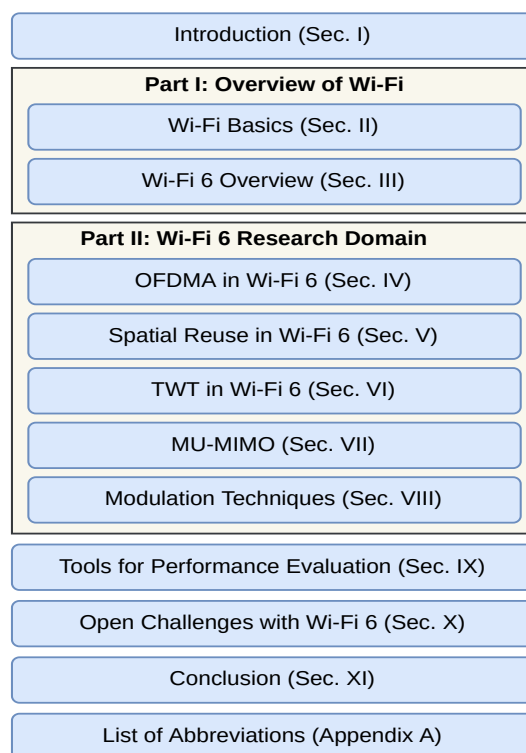 Introduction (Sec. I)
Part I: Overview of Wi-Fi
Wi-Fi Basics (Sec. II)
Wi-Fi 6 Overview (Sec. III)
Part II: Wi-Fi 6 Research Domain
OFDMA in Wi-Fi 6 (Sec. IV)
Spatial Reuse in Wi-Fi 6 (Sec. V)
TWT in Wi-Fi 6 (Sec. VI)
MU-MIMO (Sec. VII)
Modulation Techniques (Sec. VIII)
Tools for Performance Evaluation (Sec. IX)
Open Challenges with Wi-Fi 6 (Sec. X)
Conclusion (Sec. XI)
List of Abbreviations (Appendix A)